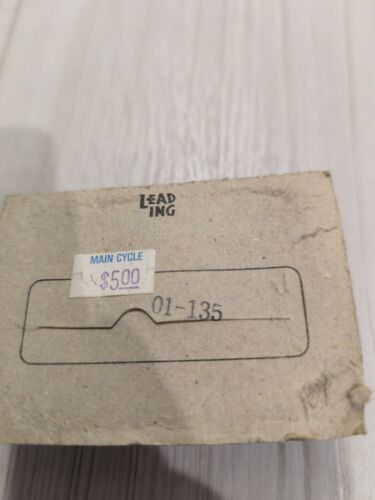 LEAD
ING
MAIN CYCLE
$5.00
01-135